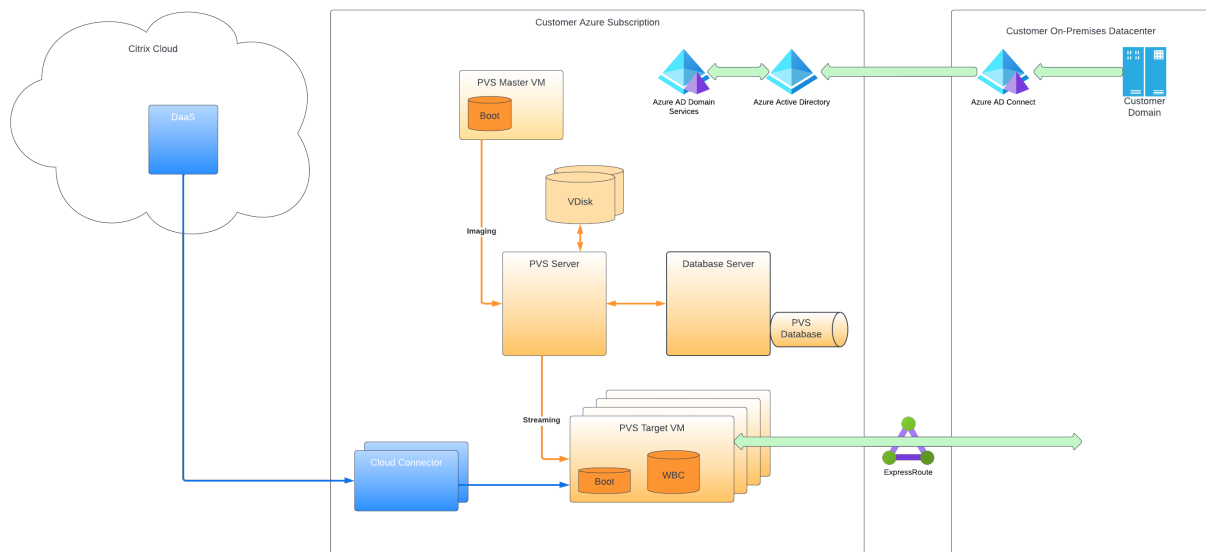 Customer Azure Subscription
Customer On-Premises Datacenter
Citrix Cloud
DaaS
PVS Master VM
Boot
Azure AD Domain
Services
Azure Active Directory
Azure AD Connect
Customer
Domain
VDisk
Imaging
PVS Server
Database Server
PVS
Database
Streaming
PVS Target VM
Boot
WBC
Cloud Connector
ExpressRoute